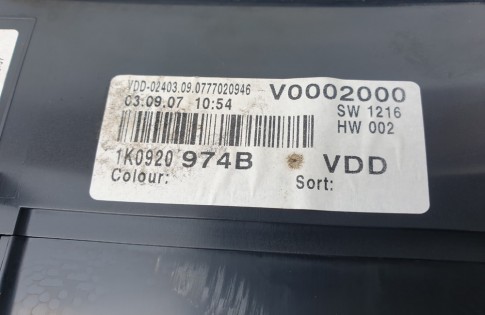 VDD-02403.09.0777020946 V0002000
03.09.07 10:54 SW 1216
HW 002
1K0920 974B VDD
Colour: Sort: